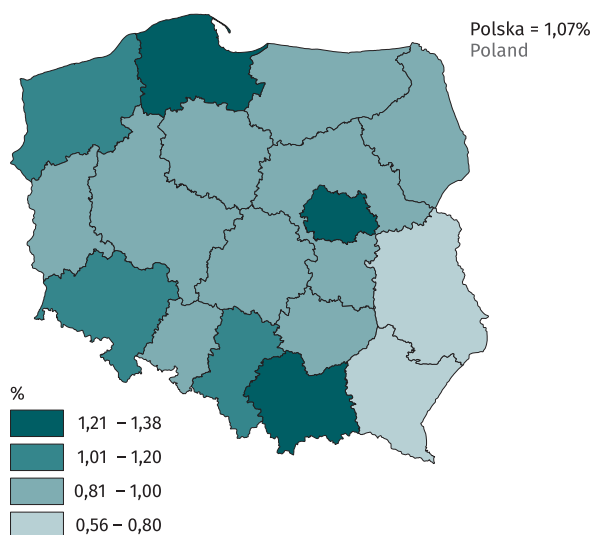 Polska = 1,07%
Poland
%
1,21 – 1,38
1,01 – 1,20
0,81 – 1,00
0,56 – 0,80